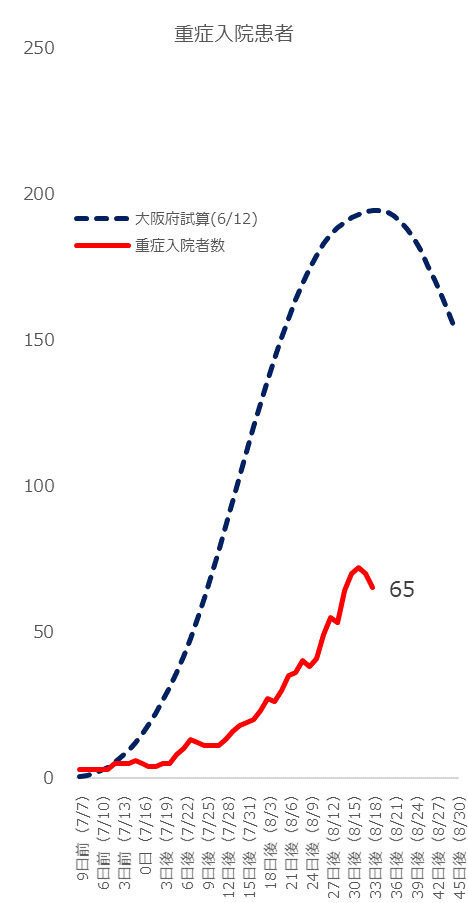 重症入院患者
250
200
150
100
50
0
大阪府試算(6/12)
重症入院者数
65
9日前（7/7）
6日前（7/10）
3日前（7/13）
0日（7/16）
3日後（7/19）
6日後（7/22）
9日後（7/25）
12日後（7/28）
15日後（7/31）
18日後（8/3）
21日後（8/6）
24日後（8/9）
27日後（8/12）
30日後（8/15）
33日後（8/18）
36日後（8/21）
39日後（8/24）
42日後（8/27）
45日後（8/30）